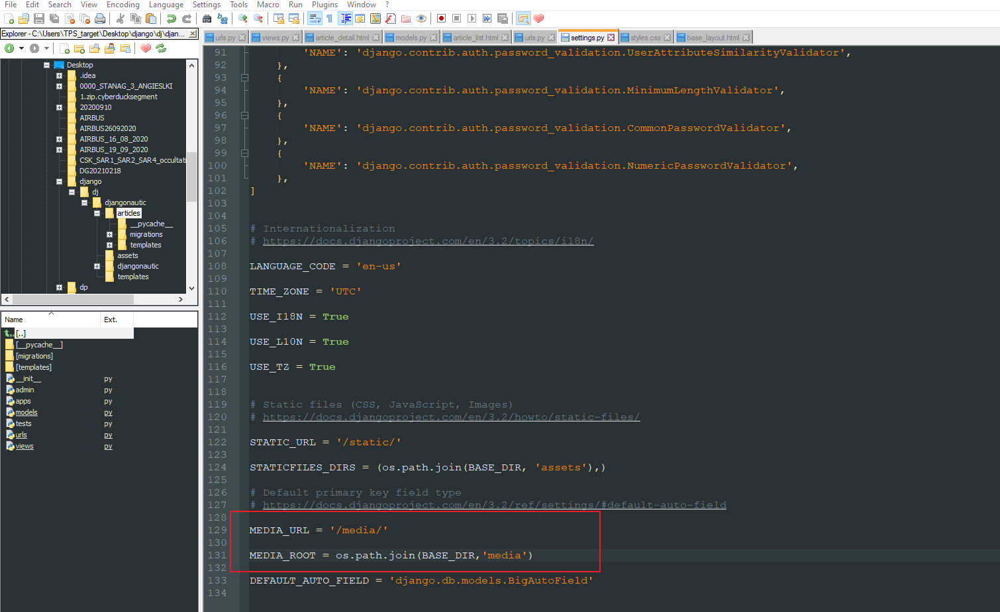 File Edit Search View Encoding Language Settings Tools Macro Run Plugins Window ?
Explorer - C:\Users\TPS_target\Desktop\django\dj\djan...
urls.py views.py article_detail.html models.py article_list.html urls.py settings.py styles.css base_layout.html
Desktop
.idea
0000_STANAG_3_ANGIESLKI
1.zip.cyberducksegment
20200910
AIRBUS
AIRBUS26092020
AIRBUS_16_08_2020
AIRBUS_19_09_2020
CSK_SAR1_SAR2_SAR4_occultati
DG20210218
django
dj
djangonautic
articles
__pycache__
migrations
templates
assets
djangonautic
templates
dp
Name Ext.
[..]
[__pycache__]
[migrations]
[templates]
__init__ py
admin py
apps py
models py
tests py
urls py
views py
91 'NAME': 'django.contrib.auth.password_validation.UserAttributeSimilarityValidator',
92 },
93 {
94 'NAME': 'django.contrib.auth.password_validation.MinimumLengthValidator',
95 },
96 {
97 'NAME': 'django.contrib.auth.password_validation.CommonPasswordValidator',
98 },
99 {
100 'NAME': 'django.contrib.auth.password_validation.NumericPasswordValidator',
101 },
102 ]
103
104
105 # Internationalization
106 # https://docs.djangoproject.com/en/3.2/topics/i18n/
107
108 LANGUAGE_CODE = 'en-us'
109
110 TIME_ZONE = 'UTC'
111
112 USE_I18N = True
113
114 USE_L10N = True
115
116 USE_TZ = True
117
118
119 # Static files (CSS, JavaScript, Images)
120 # https://docs.djangoproject.com/en/3.2/howto/static-files/
121
122 STATIC_URL = '/static/'
123
124 STATICFILES_DIRS = (os.path.join(BASE_DIR, 'assets'),)
125
126 # Default primary key field type
127 # https://docs.djangoproject.com/en/3.2/ref/settings/#default-auto-field
128
129 MEDIA_URL = '/media/'
130
131 MEDIA_ROOT = os.path.join(BASE_DIR,'media')
132
133 DEFAULT_AUTO_FIELD = 'django.db.models.BigAutoField'
134